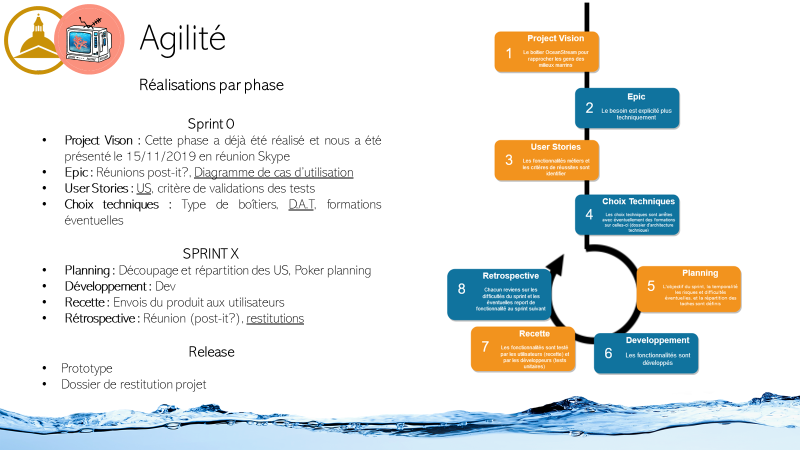 Agilité
Réalisations par phase
Sprint 0
• Project Vison : Cette phase a déjà été réalisé et nous a été
présenté le 15/11/2019 en réunion Skype
• Epic : Réunions post-it?, Diagramme de cas d'utilisation
• User Stories : US, critère de validations des tests
• Choix techniques : Type de boîtiers, D.A.T, formations
éventuelles
SPRINT X
• Planning : Découpage et répartition des US, Poker planning
• Développement : Dev
• Recette : Envois du produit aux utilisateurs
• Rétrospective : Réunion (post-it?), restitutions
Release
• Prototype
• Dossier de restitution projet
1
Project Vision
Le boîtier OceanStream pour
rapprocher les gens des
milieux marins
2
Epic
Le besoin est explicité plus
techniquement
3
User Stories
Les fonctionnalités métiers et
les critères de réussites sont
identifiés
4
Choix Techniques
Les choix techniques sont arrêtés
avec éventuellement des formations
sur celles-ci (dossier d'architecture
technique)
5
Planning
L'objectif du sprint, la temporalité
les risques et difficultés
éventuelles, et la répartition des
tâches sont définis
6
Developpement
Les fonctionnalités sont
développés
7
Recette
Les fonctionnalités sont testé
par les utilisateurs (recette) et
par les développeurs (tests
unitaires)
8
Retrospective
Chacun reviens sur les
difficultés du sprint et les
éventuelles report de
fonctionnalité au sprint suivant